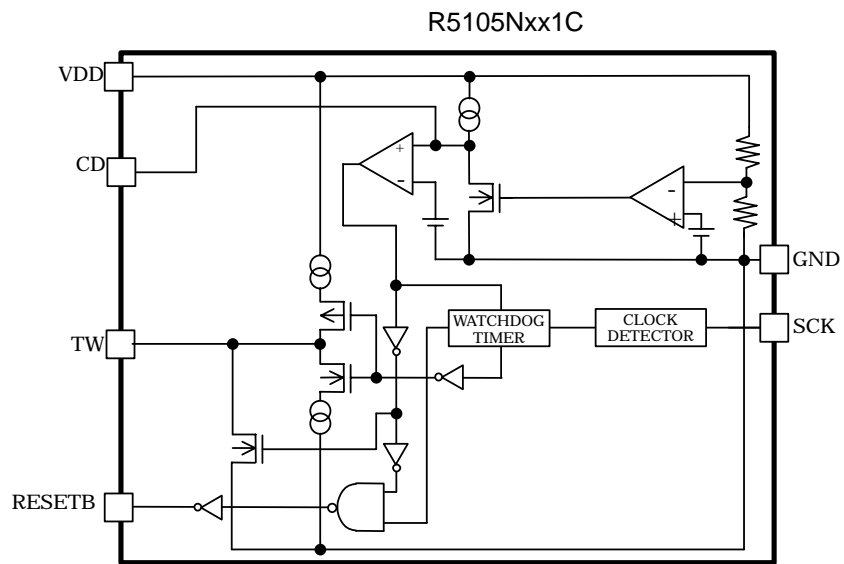 R5105Nxx1C
VDD
CD
+
-
-
+
GND
WATCHDOG
TIMER
CLOCK
DETECTOR
SCK
TW
RESETB